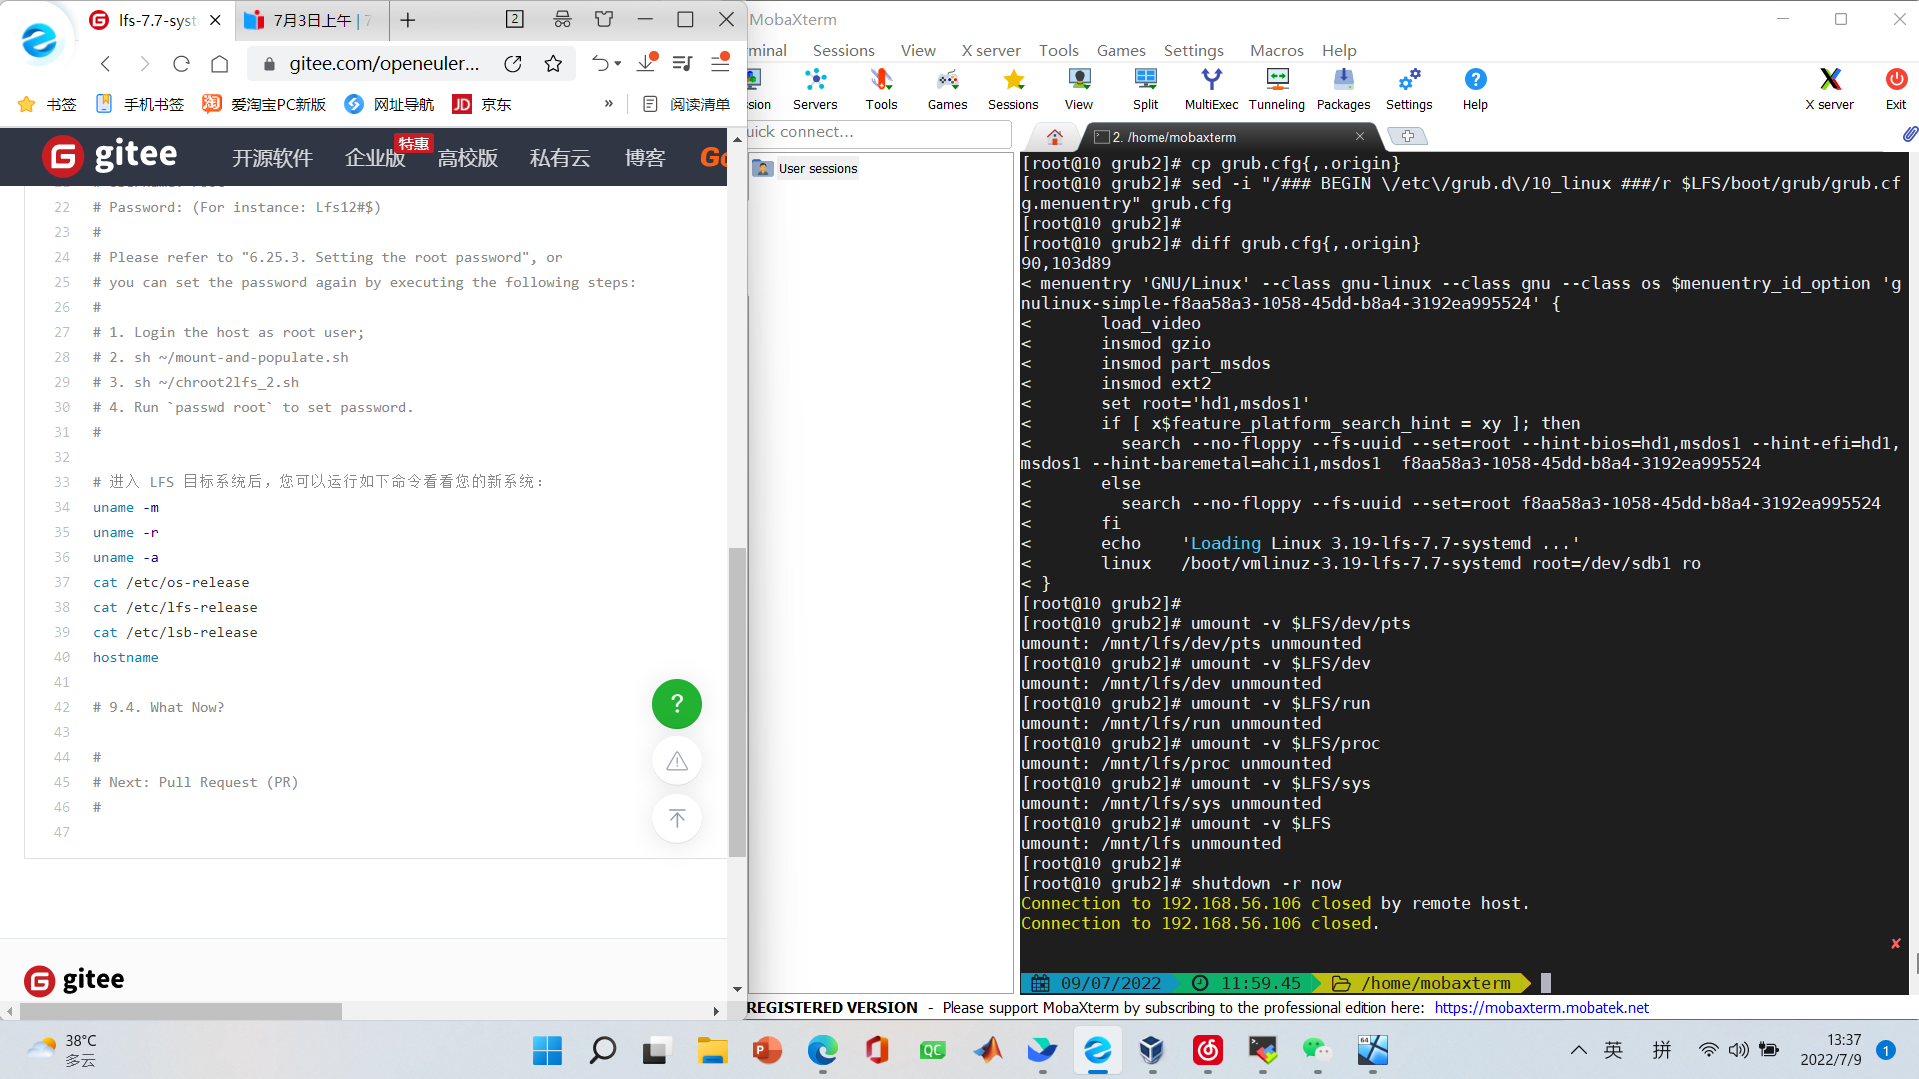 lfs-7.7-syst
7月3日上午 | 7
2
gitee.com/openeuler...
书签
手机书签
爱淘宝PC新版
网址导航
JD 京东
»
阅读清单
gitee
开源软件
企业版
特惠
高校版
私有云
博客
Go
22 # Password: (For instance: Lfs12#$)
23 #
24 # Please refer to "6.25.3. Setting the root password", or
25 # you can set the password again by executing the following steps:
26 #
27 # 1. Login the host as root user;
28 # 2. sh ~/mount-and-populate.sh
29 # 3. sh ~/chroot2lfs_2.sh
30 # 4. Run `passwd root` to set password.
31 #
32
33 # 进入 LFS 目标系统后，您可以运行如下命令看看您的新系统：
34 uname -m
35 uname -r
36 uname -a
37 cat /etc/os-release
38 cat /etc/lfs-release
39 cat /etc/lsb-release
40 hostname
41
42 # 9.4. What Now?
43
44 #
45 # Next: Pull Request (PR)
46 #
47
?
gitee
MobaXterm
minal Sessions View X server Tools Games Settings Macros Help
sion Servers Tools Games Sessions View Split MultiExec Tunneling Packages Settings Help X server Exit
uick connect...
2. /home/mobaxterm
User sessions
[root@10 grub2]# cp grub.cfg{,.origin}
[root@10 grub2]# sed -i "/### BEGIN \/etc\/grub.d\/10_linux ###/r $LFS/boot/grub/grub.cf
g.menuentry" grub.cfg
[root@10 grub2]#
[root@10 grub2]# diff grub.cfg{,.origin}
90,103d89
< menuentry 'GNU/Linux' --class gnu-linux --class gnu --class os $menuentry_id_option 'g
nulinux-simple-f8aa58a3-1058-45dd-b8a4-3192ea995524' {
< load_video
< insmod gzio
< insmod part_msdos
< insmod ext2
< set root='hd1,msdos1'
< if [ x$feature_platform_search_hint = xy ]; then
< search --no-floppy --fs-uuid --set=root --hint-bios=hd1,msdos1 --hint-efi=hd1,
msdos1 --hint-baremetal=ahci1,msdos1 f8aa58a3-1058-45dd-b8a4-3192ea995524
< else
< search --no-floppy --fs-uuid --set=root f8aa58a3-1058-45dd-b8a4-3192ea995524
< fi
< echo 'Loading Linux 3.19-lfs-7.7-systemd ...'
< linux /boot/vmlinuz-3.19-lfs-7.7-systemd root=/dev/sdb1 ro
< }
[root@10 grub2]#
[root@10 grub2]# umount -v $LFS/dev/pts
umount: /mnt/lfs/dev/pts unmounted
[root@10 grub2]# umount -v $LFS/dev
umount: /mnt/lfs/dev unmounted
[root@10 grub2]# umount -v $LFS/run
umount: /mnt/lfs/run unmounted
[root@10 grub2]# umount -v $LFS/proc
umount: /mnt/lfs/proc unmounted
[root@10 grub2]# umount -v $LFS/sys
umount: /mnt/lfs/sys unmounted
[root@10 grub2]# umount -v $LFS
umount: /mnt/lfs unmounted
[root@10 grub2]#
[root@10 grub2]# shutdown -r now
Connection to 192.168.56.106 closed by remote host.
Connection to 192.168.56.106 closed.
09/07/2022 11:59.45 /home/mobaxterm
REGISTERED VERSION - Please support MobaXterm by subscribing to the professional edition here: https://mobaxterm.mobatek.net
38°C
多云
QC
64
英
拼
13:37
2022/7/9
1